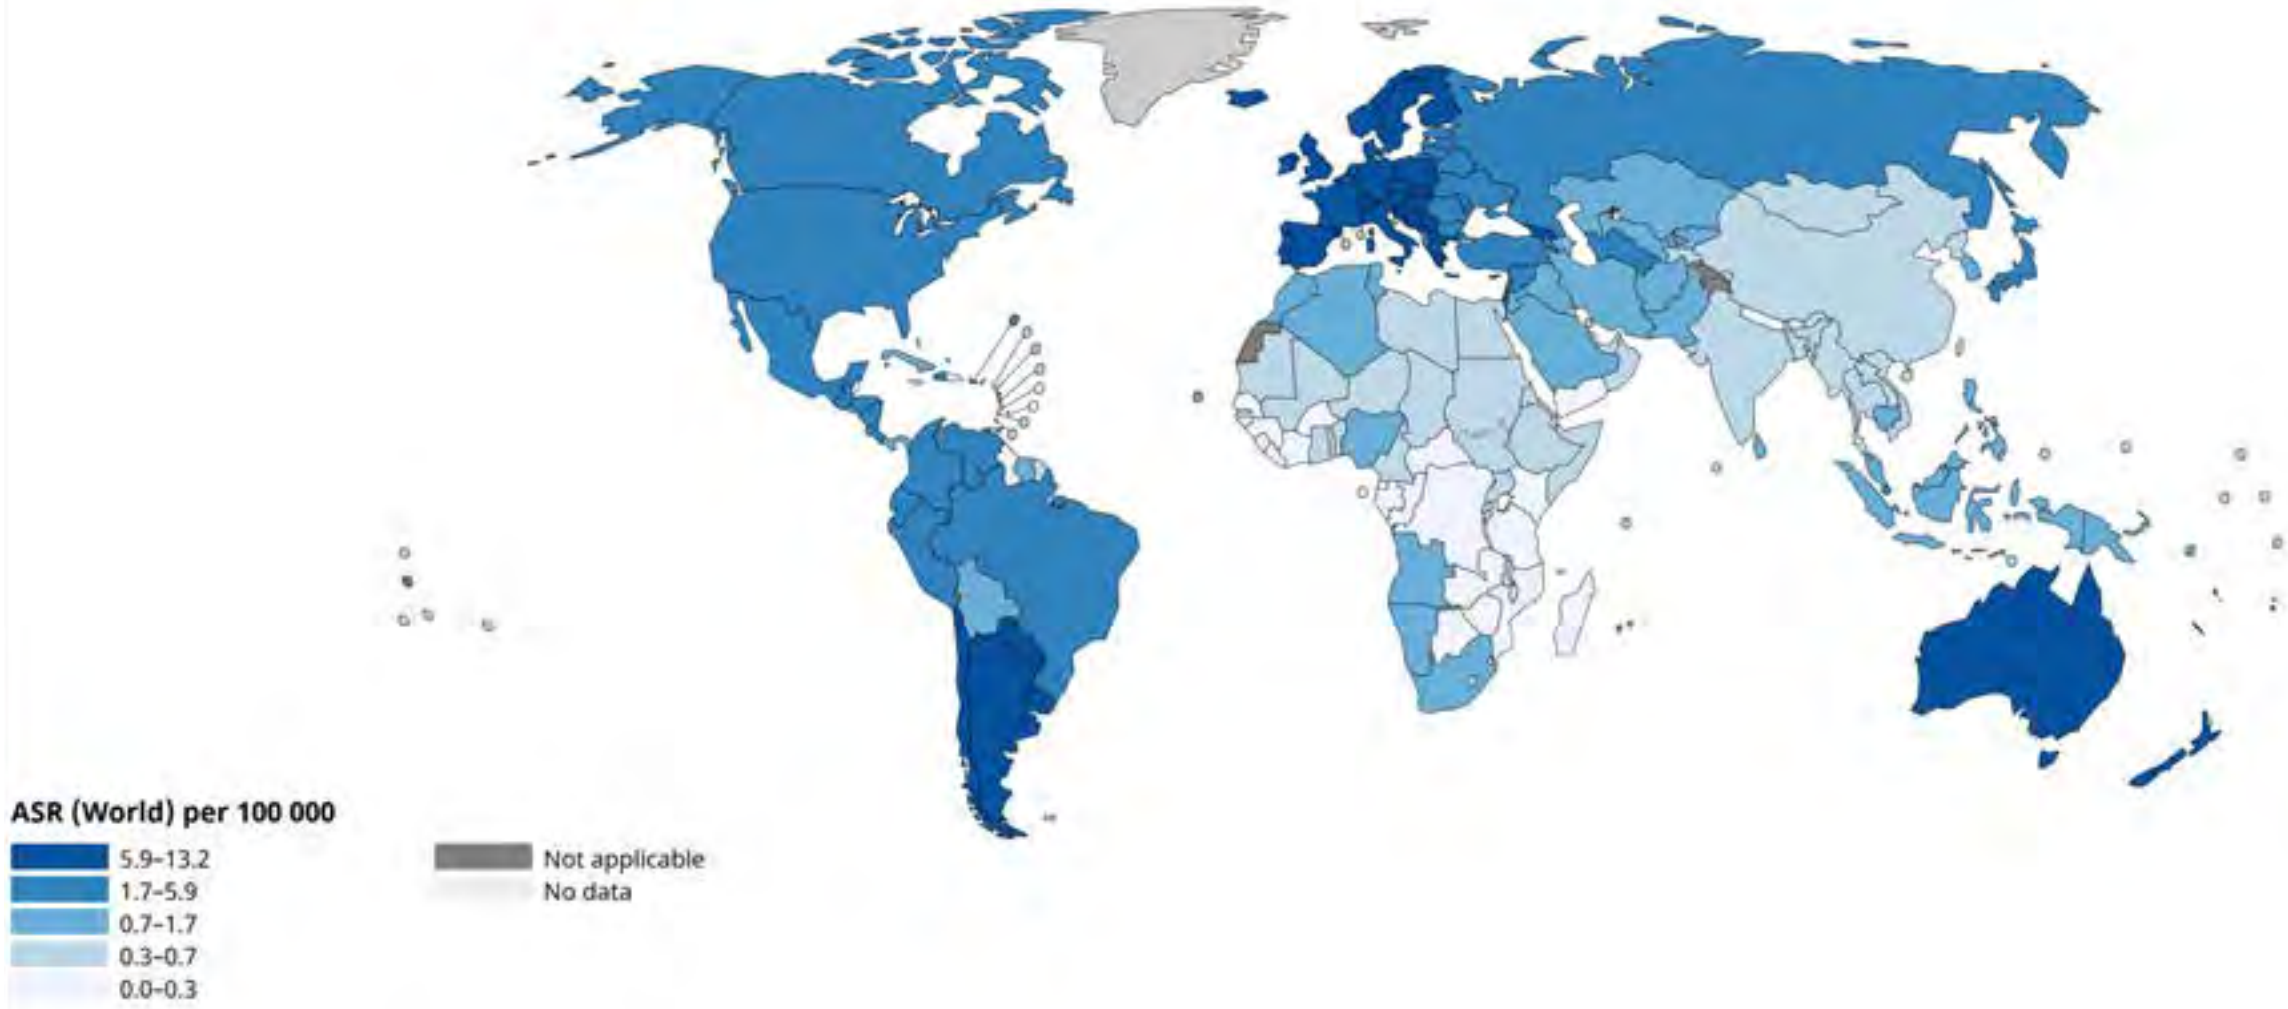 ASR (World) per 100 000
5.9–13.2
1.7–5.9
0.7–1.7
0.3–0.7
0.0–0.3
Not applicable
No data